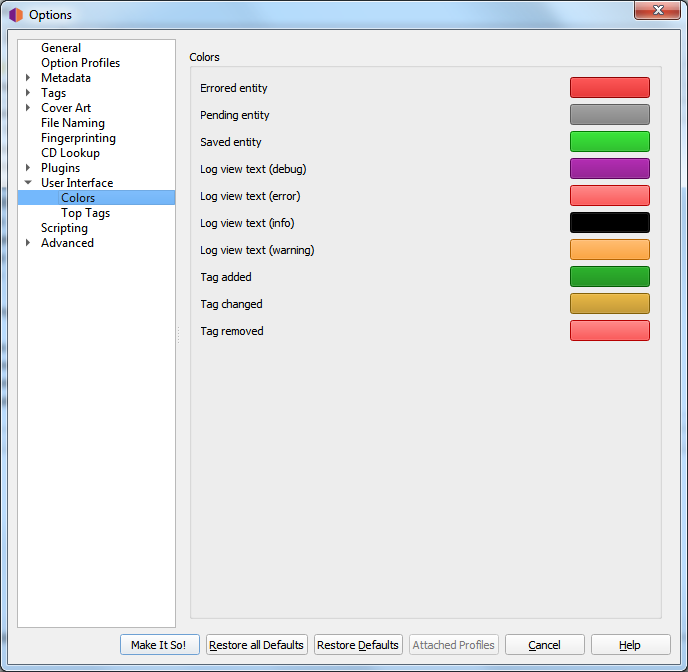 Options
General
Option Profiles
Metadata
Tags
Cover Art
File Naming
Fingerprinting
CD Lookup
Plugins
User Interface
Colors
Top Tags
Scripting
Advanced
Colors
Errored entity
Pending entity
Saved entity
Log view text (debug)
Log view text (error)
Log view text (info)
Log view text (warning)
Tag added
Tag changed
Tag removed
Make It So!
Restore all Defaults
Restore Defaults
Attached Profiles
Cancel
Help